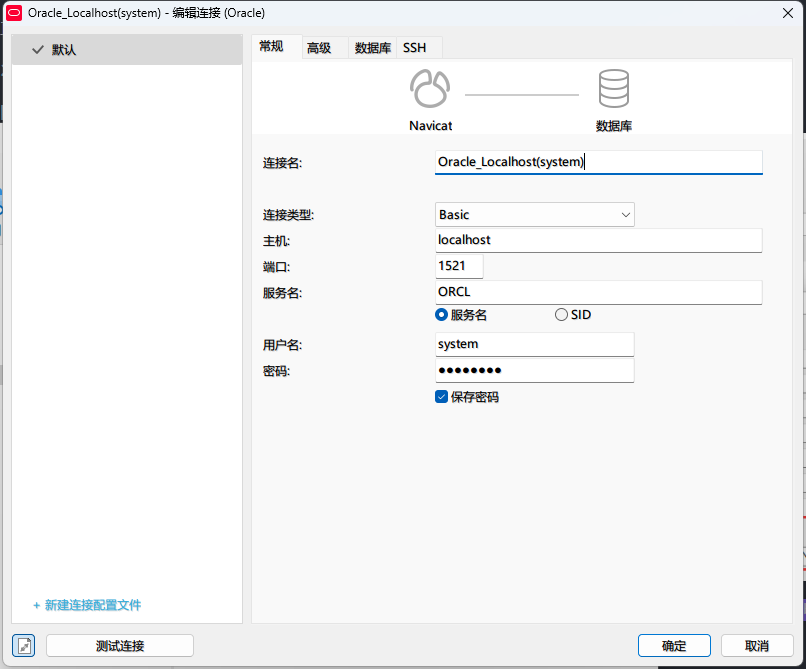 Oracle_Localhost(system) - 编辑连接 (Oracle)
默认
常规 高级 数据库 SSH
Navicat 数据库
连接名: Oracle_Localhost(system)
连接类型: Basic
主机: localhost
端口: 1521
服务名: ORCL
服务名 SID
用户名: system
密码: ●●●●●●●●
保存密码
+ 新建连接配置文件
测试连接 确定 取消